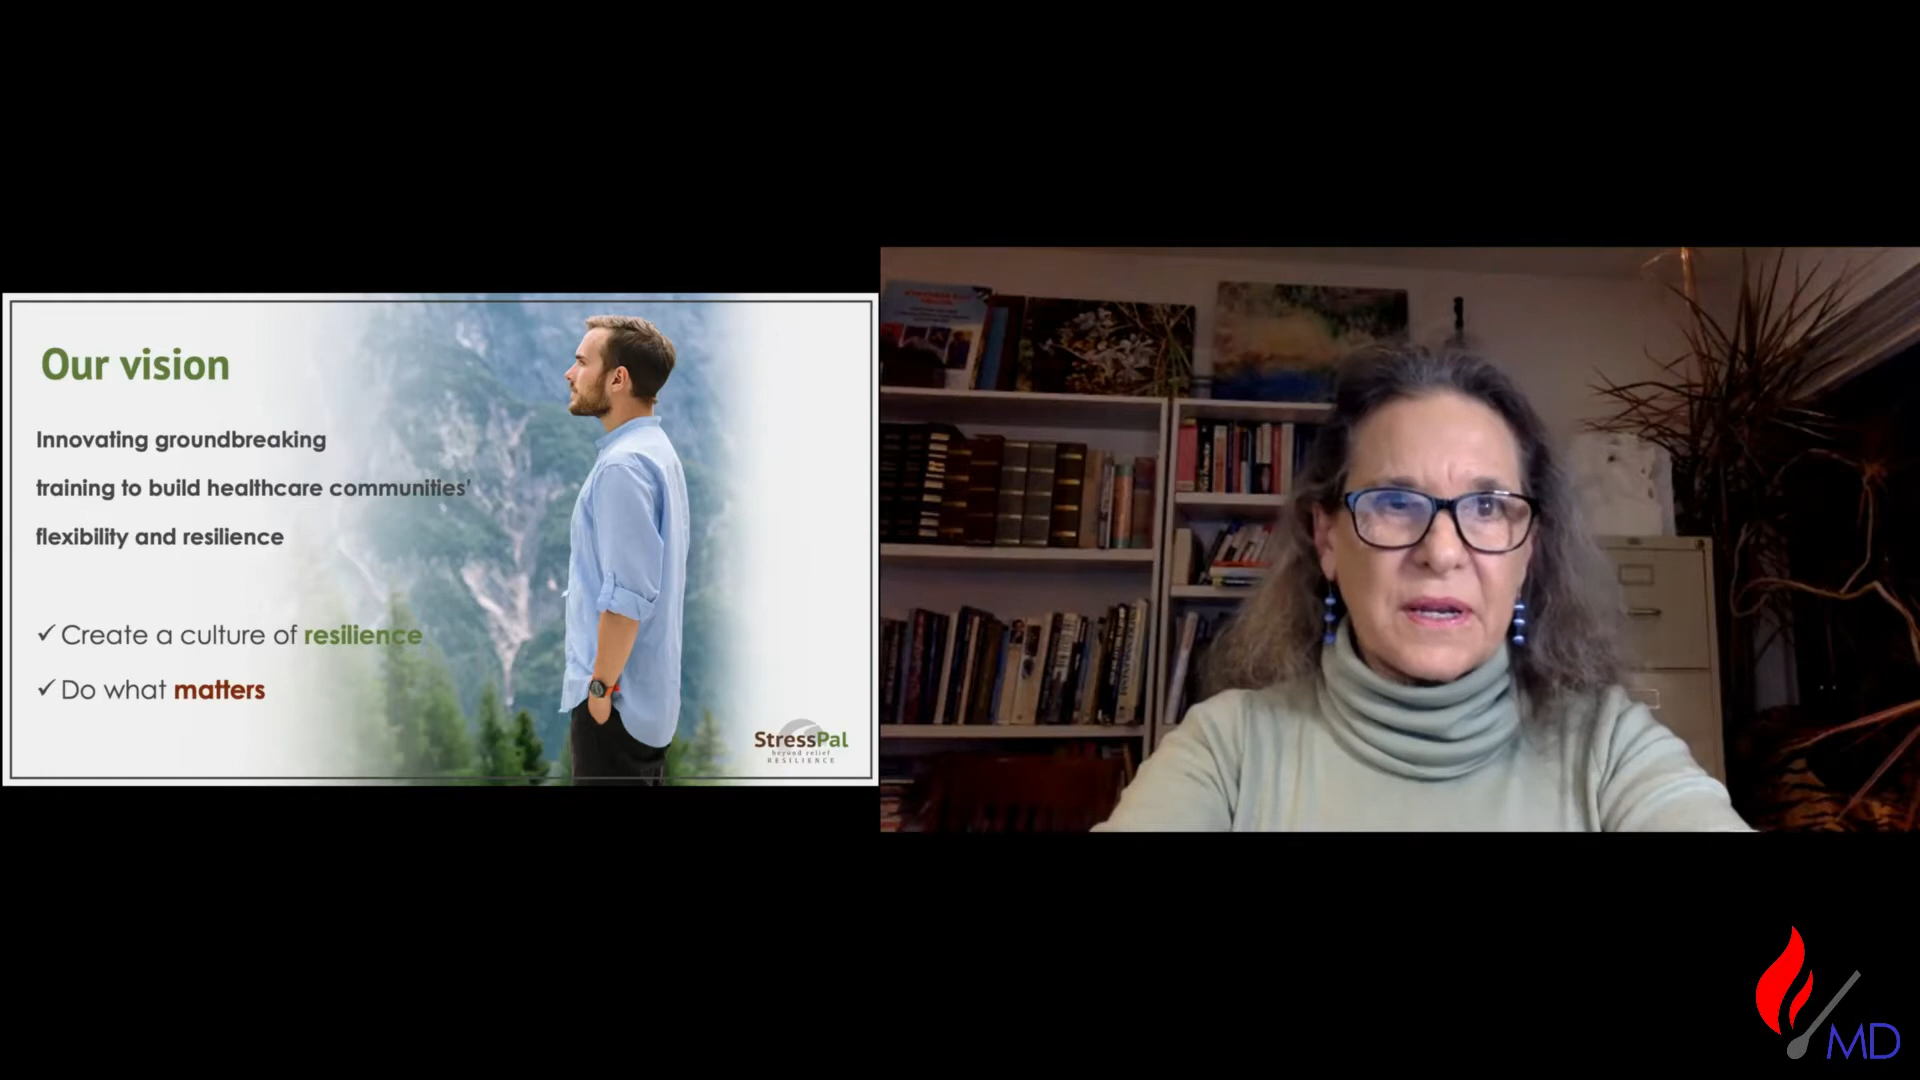 Our vision
Innovating groundbreaking
training to build healthcare communities'
flexibility and resilience
✓ Create a culture of resilience
✓ Do what matters
StressPal
beyond relief
RESILIENCE
MD